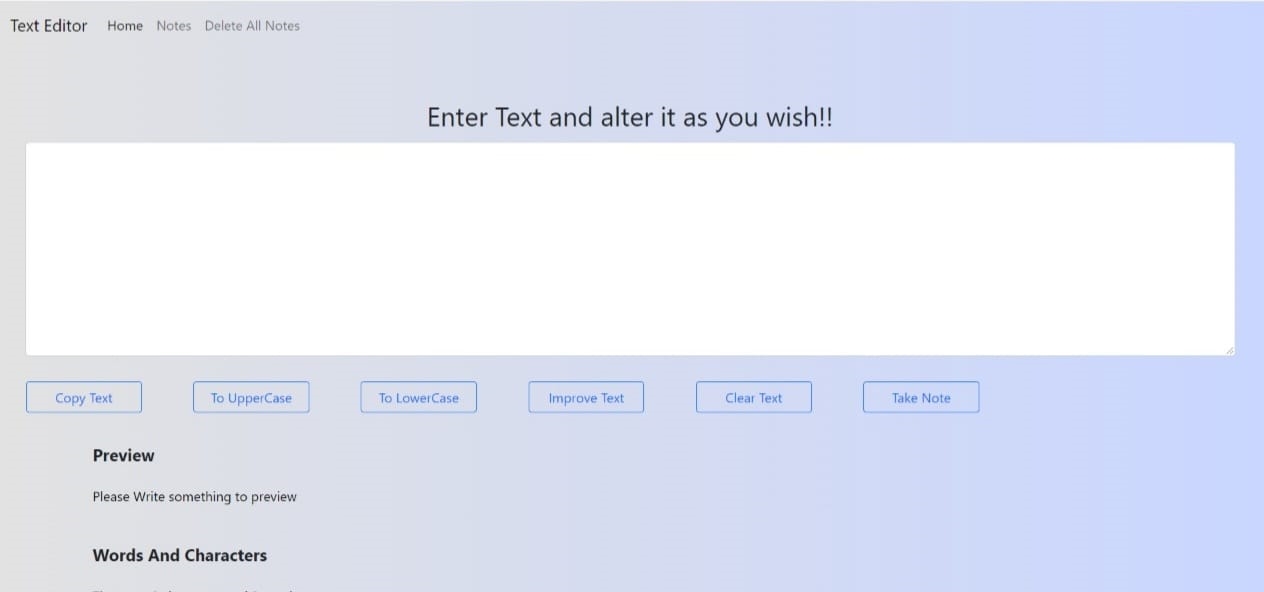 Text Editor Home Notes Delete All Notes
Enter Text and alter it as you wish!!
Copy Text To UpperCase To LowerCase Improve Text Clear Text Take Note
Preview
Please Write something to preview
Words And Characters